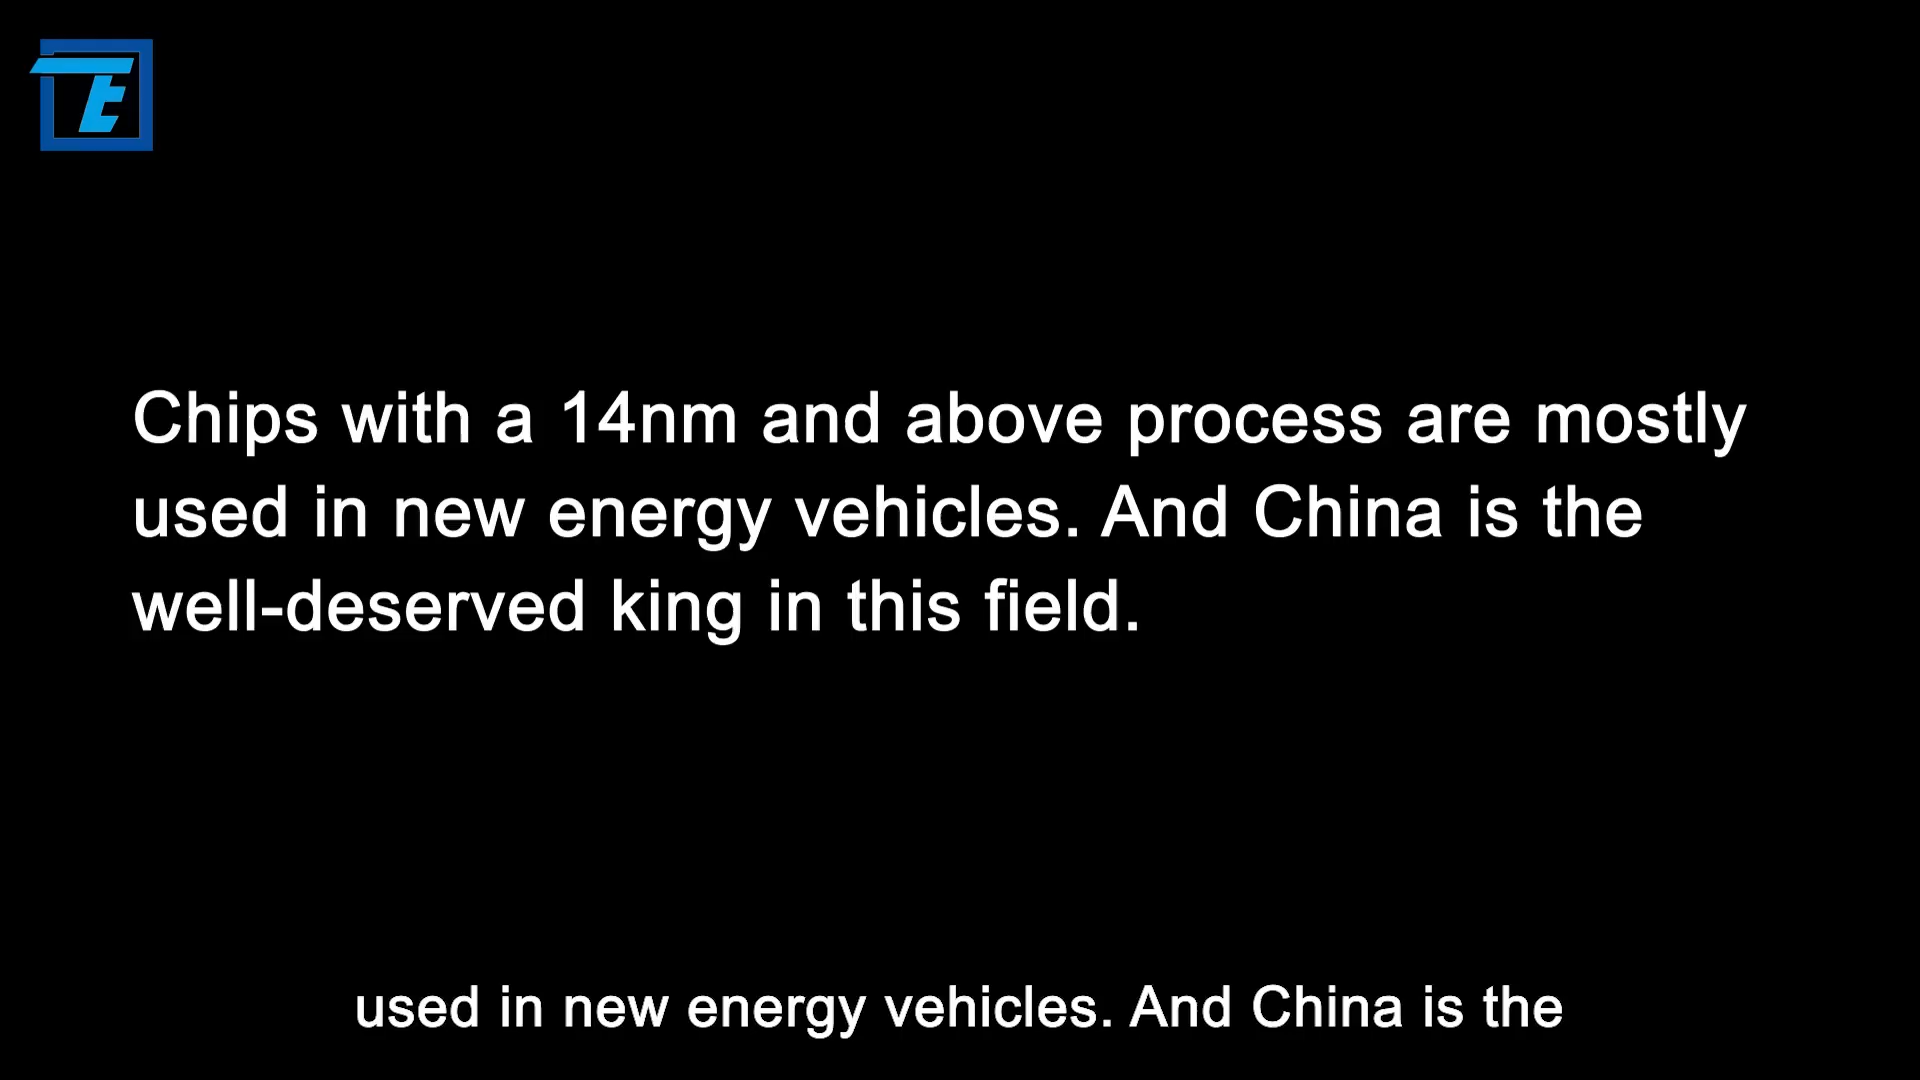 TE
Chips with a 14nm and above process are mostly
used in new energy vehicles. And China is the
well-deserved king in this field.
used in new energy vehicles. And China is the